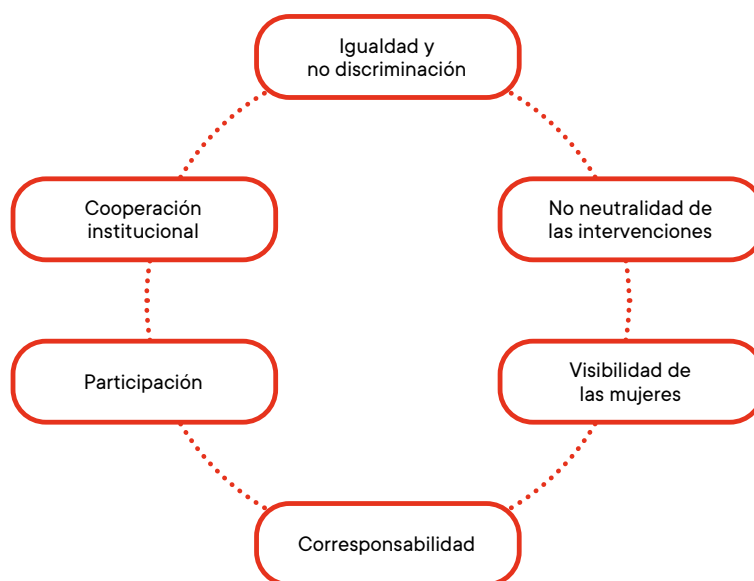 Igualdad y
no discriminación
Cooperación
institucional
No neutralidad de
las intervenciones
Participación
Visibilidad de
las mujeres
Corresponsabilidad